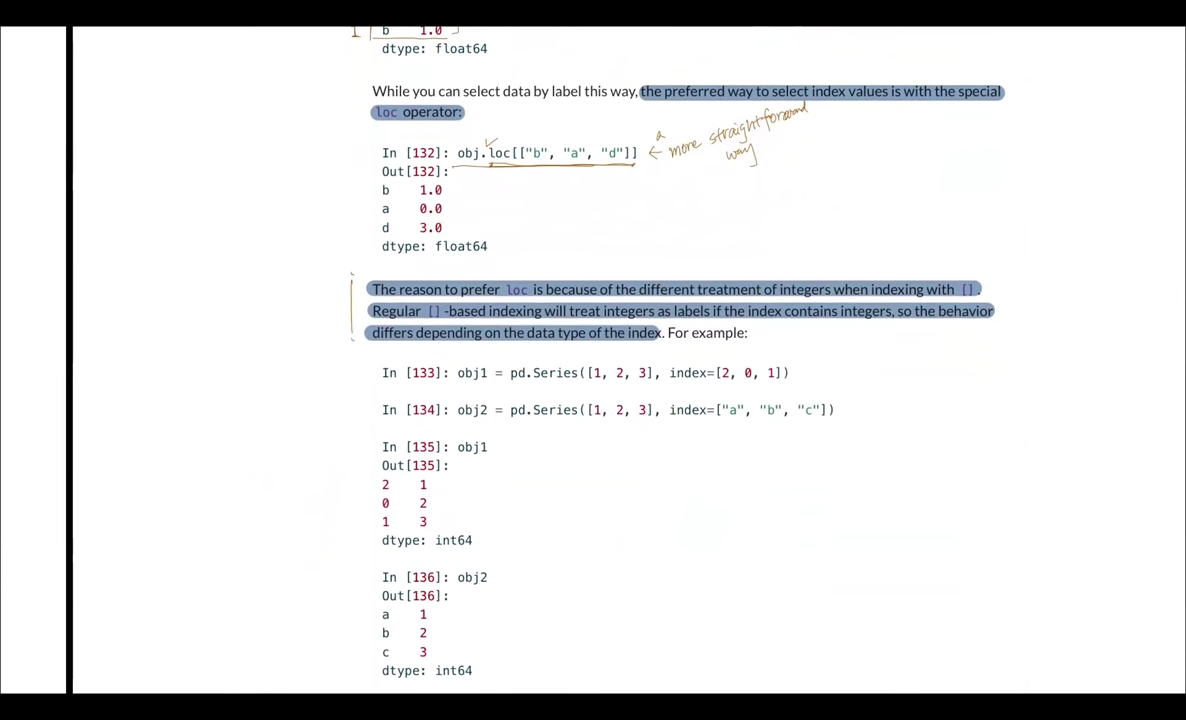 b 1.0
dtype: float64
While you can select data by label this way, the preferred way to select index values is with the special
loc operator:
a
more straightforward
way
In [132]: obj.loc[["b", "a", "d"]]
Out[132]:
b 1.0
a 0.0
d 3.0
dtype: float64
The reason to prefer loc is because of the different treatment of integers when indexing with [].
Regular []-based indexing will treat integers as labels if the index contains integers, so the behavior
differs depending on the data type of the index. For example:
In [133]: obj1 = pd.Series([1, 2, 3], index=[2, 0, 1])
In [134]: obj2 = pd.Series([1, 2, 3], index=["a", "b", "c"])
In [135]: obj1
Out[135]:
2 1
0 2
1 3
dtype: int64
In [136]: obj2
Out[136]:
a 1
b 2
c 3
dtype: int64